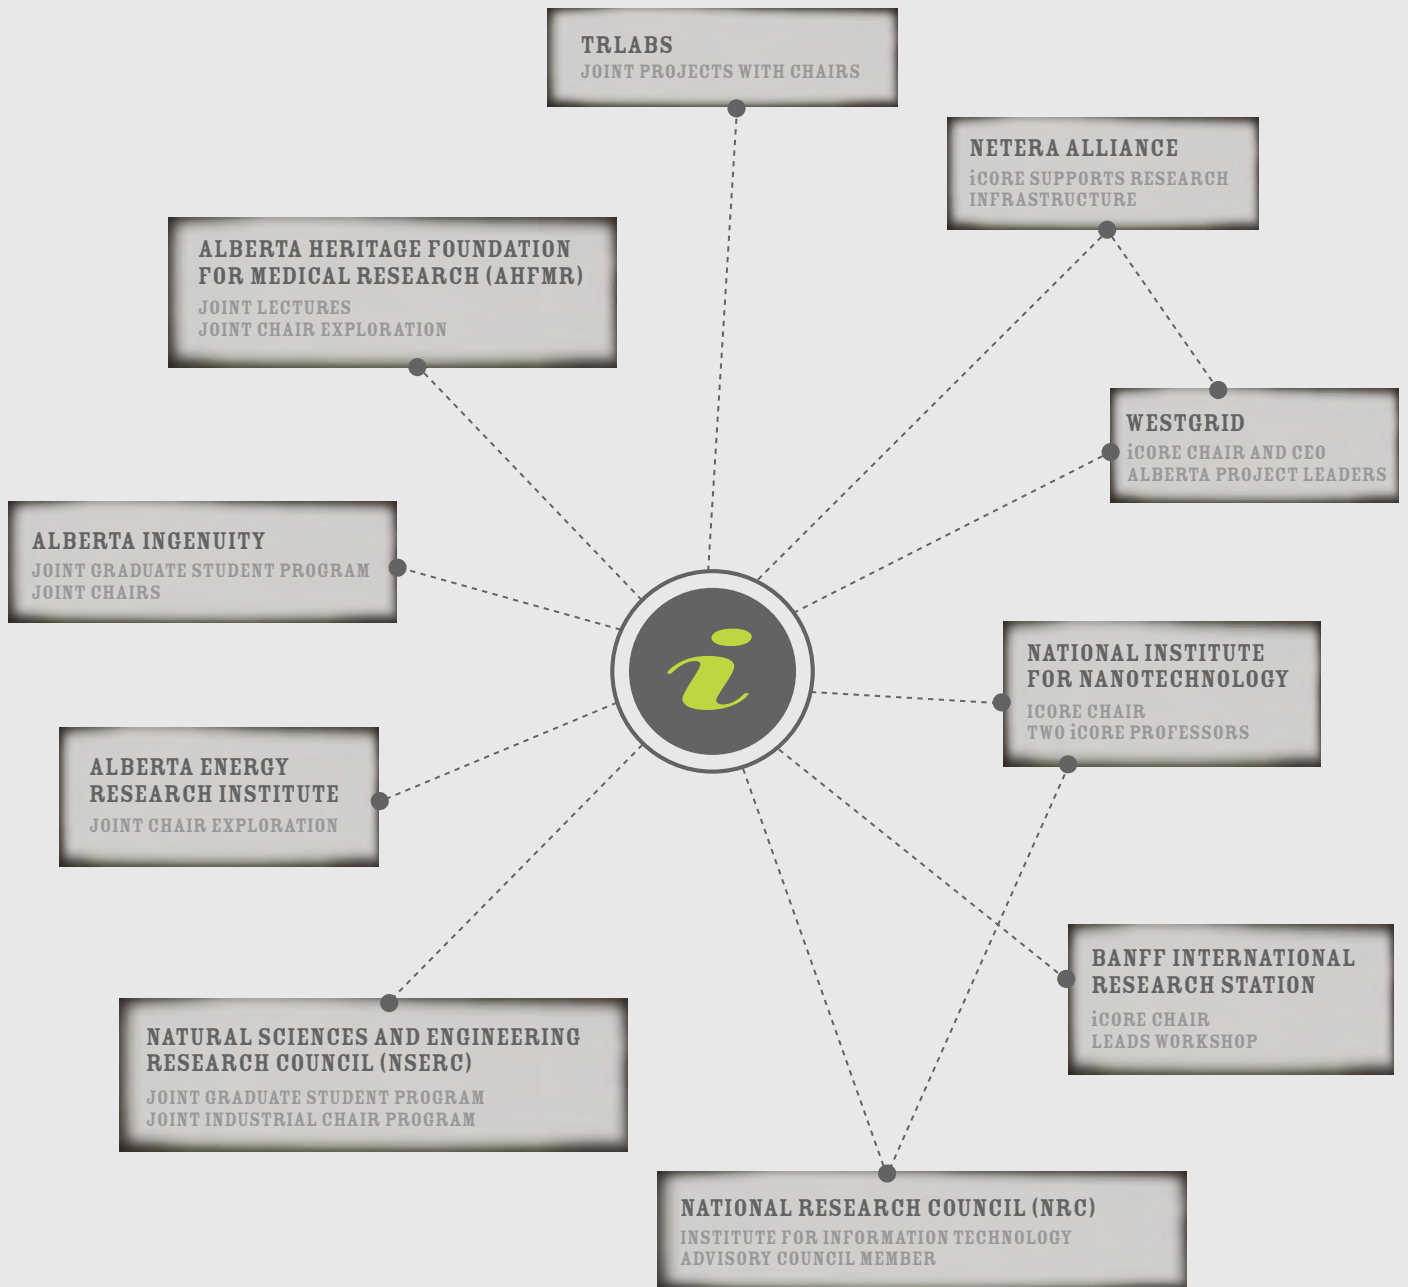 TRLABS
JOINT PROJECTS WITH CHAIRS
NETERA ALLIANCE
iCORE SUPPORTS RESEARCH
INFRASTRUCTURE
ALBERTA HERITAGE FOUNDATION
FOR MEDICAL RESEARCH (AHFMR)
JOINT LECTURES
JOINT CHAIR EXPLORATION
WESTGRID
iCORE CHAIR AND CEO
ALBERTA PROJECT LEADERS
ALBERTA INGENUITY
JOINT GRADUATE STUDENT PROGRAM
JOINT CHAIRS
i
NATIONAL INSTITUTE
FOR NANOTECHNOLOGY
ICORE CHAIR
TWO iCORE PROFESSORS
ALBERTA ENERGY
RESEARCH INSTITUTE
JOINT CHAIR EXPLORATION
BANFF INTERNATIONAL
RESEARCH STATION
iCORE CHAIR
LEADS WORKSHOP
NATURAL SCIENCES AND ENGINEERING
RESEARCH COUNCIL (NSERC)
JOINT GRADUATE STUDENT PROGRAM
JOINT INDUSTRIAL CHAIR PROGRAM
NATIONAL RESEARCH COUNCIL (NRC)
INSTITUTE FOR INFORMATION TECHNOLOGY
ADVISORY COUNCIL MEMBER